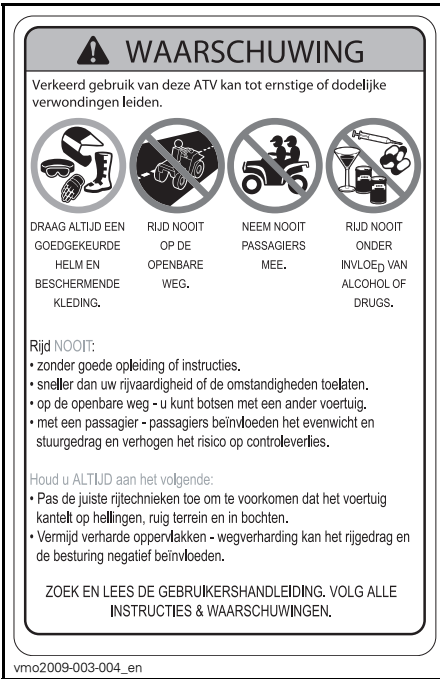 WAARSCHUWING
Verkeerd gebruik van deze ATV kan tot ernstige of dodelijke
verwondingen leiden.
DRAAG ALTIJD EEN
GOEDGEKEURDE
HELM EN
BESCHERMENDE
KLEDING.
RIJD NOOIT
OP DE
OPENBARE
WEG.
NEEM NOOIT
PASSAGIERS
MEE.
RIJD NOOIT
ONDER
INVLOED VAN
ALCOHOL OF
DRUGS.
Rijd NOOIT:
• zonder goede opleiding of instructies.
• sneller dan uw rijvaardigheid of de omstandigheden toelaten.
• op de openbare weg - u kunt botsen met een ander voertuig.
• met een passagier - passagiers beïnvloeden het evenwicht en
stuurgedrag en verhogen het risico op controleverlies.
Houd u ALTIJD aan het volgende:
• Pas de juiste rijtechnieken toe om te voorkomen dat het voertuig
kantelt op hellingen, ruig terrein en in bochten.
• Vermijd verharde oppervlakken - wegverharding kan het rijgedrag en
de besturing negatief beïnvloeden.
ZOEK EN LEES DE GEBRUIKERSHANDLEIDING. VOLG ALLE
INSTRUCTIES & WAARSCHUWINGEN.
vmo2009-003-004_en